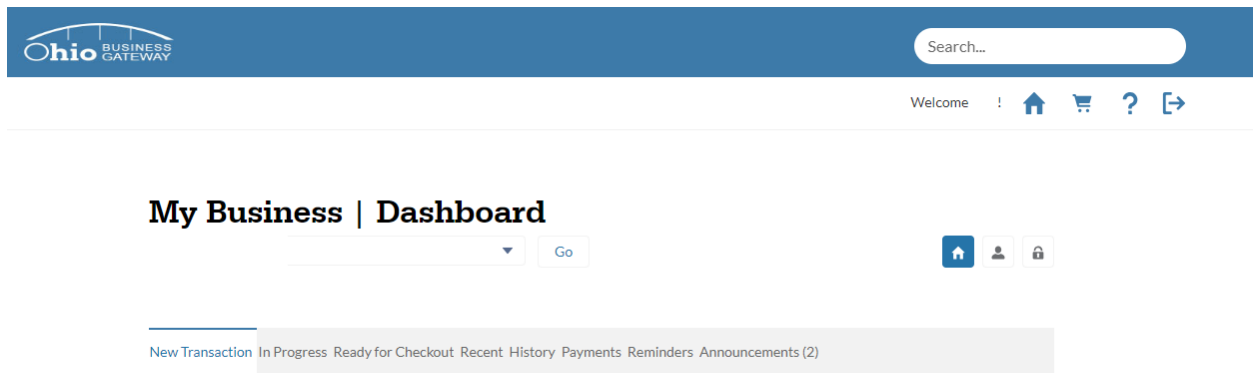 Ohio BUSINESS GATEWAY
Search...
Welcome !
My Business | Dashboard
Go
New Transaction In Progress Ready for Checkout Recent History Payments Reminders Announcements (2)